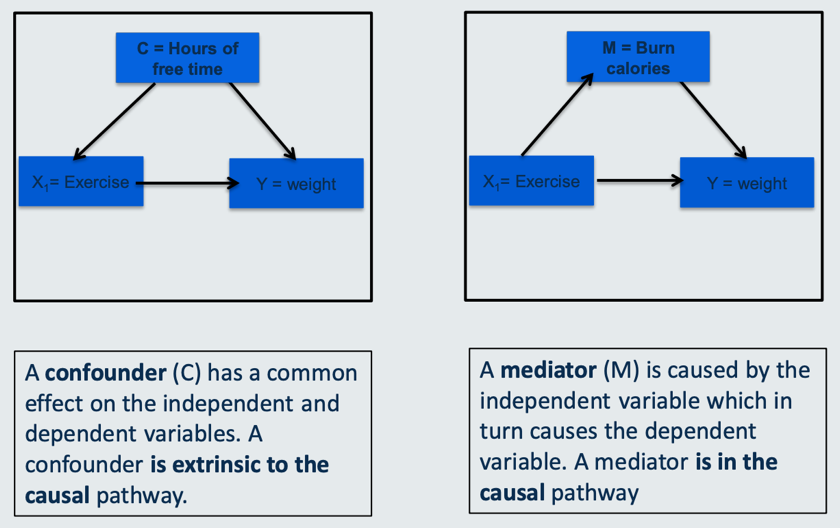 C = Hours of
free time
X₁= Exercise
Y = weight
M = Burn
calories
X₁= Exercise
Y = weight
A confounder (C) has a common
effect on the independent and
dependent variables. A
confounder is extrinsic to the
causal pathway.
A mediator (M) is caused by the
independent variable which in
turn causes the dependent
variable. A mediator is in the
causal pathway